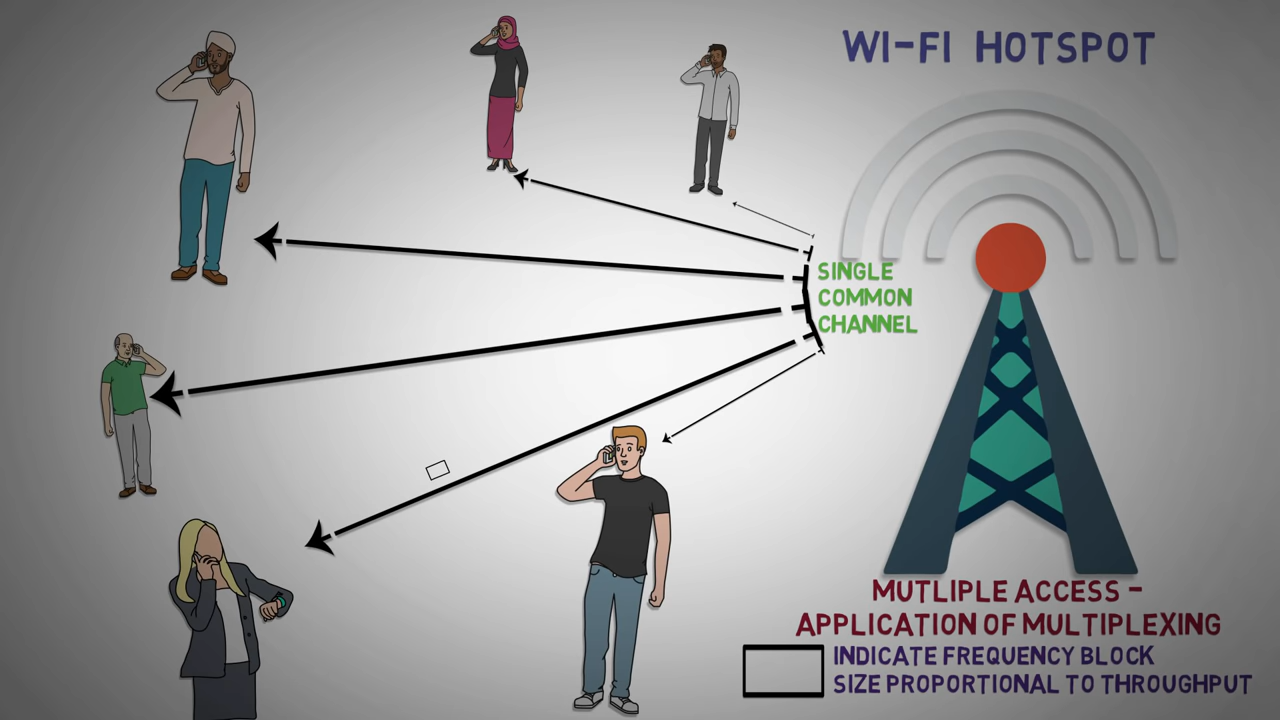 WI-FI HOTSPOT
SINGLE
COMMON
CHANNEL
MUTLIPLE ACCESS -
APPLICATION OF MULTIPLEXING
INDICATE FREQUENCY BLOCK
SIZE PROPORTIONAL TO THROUGHPUT